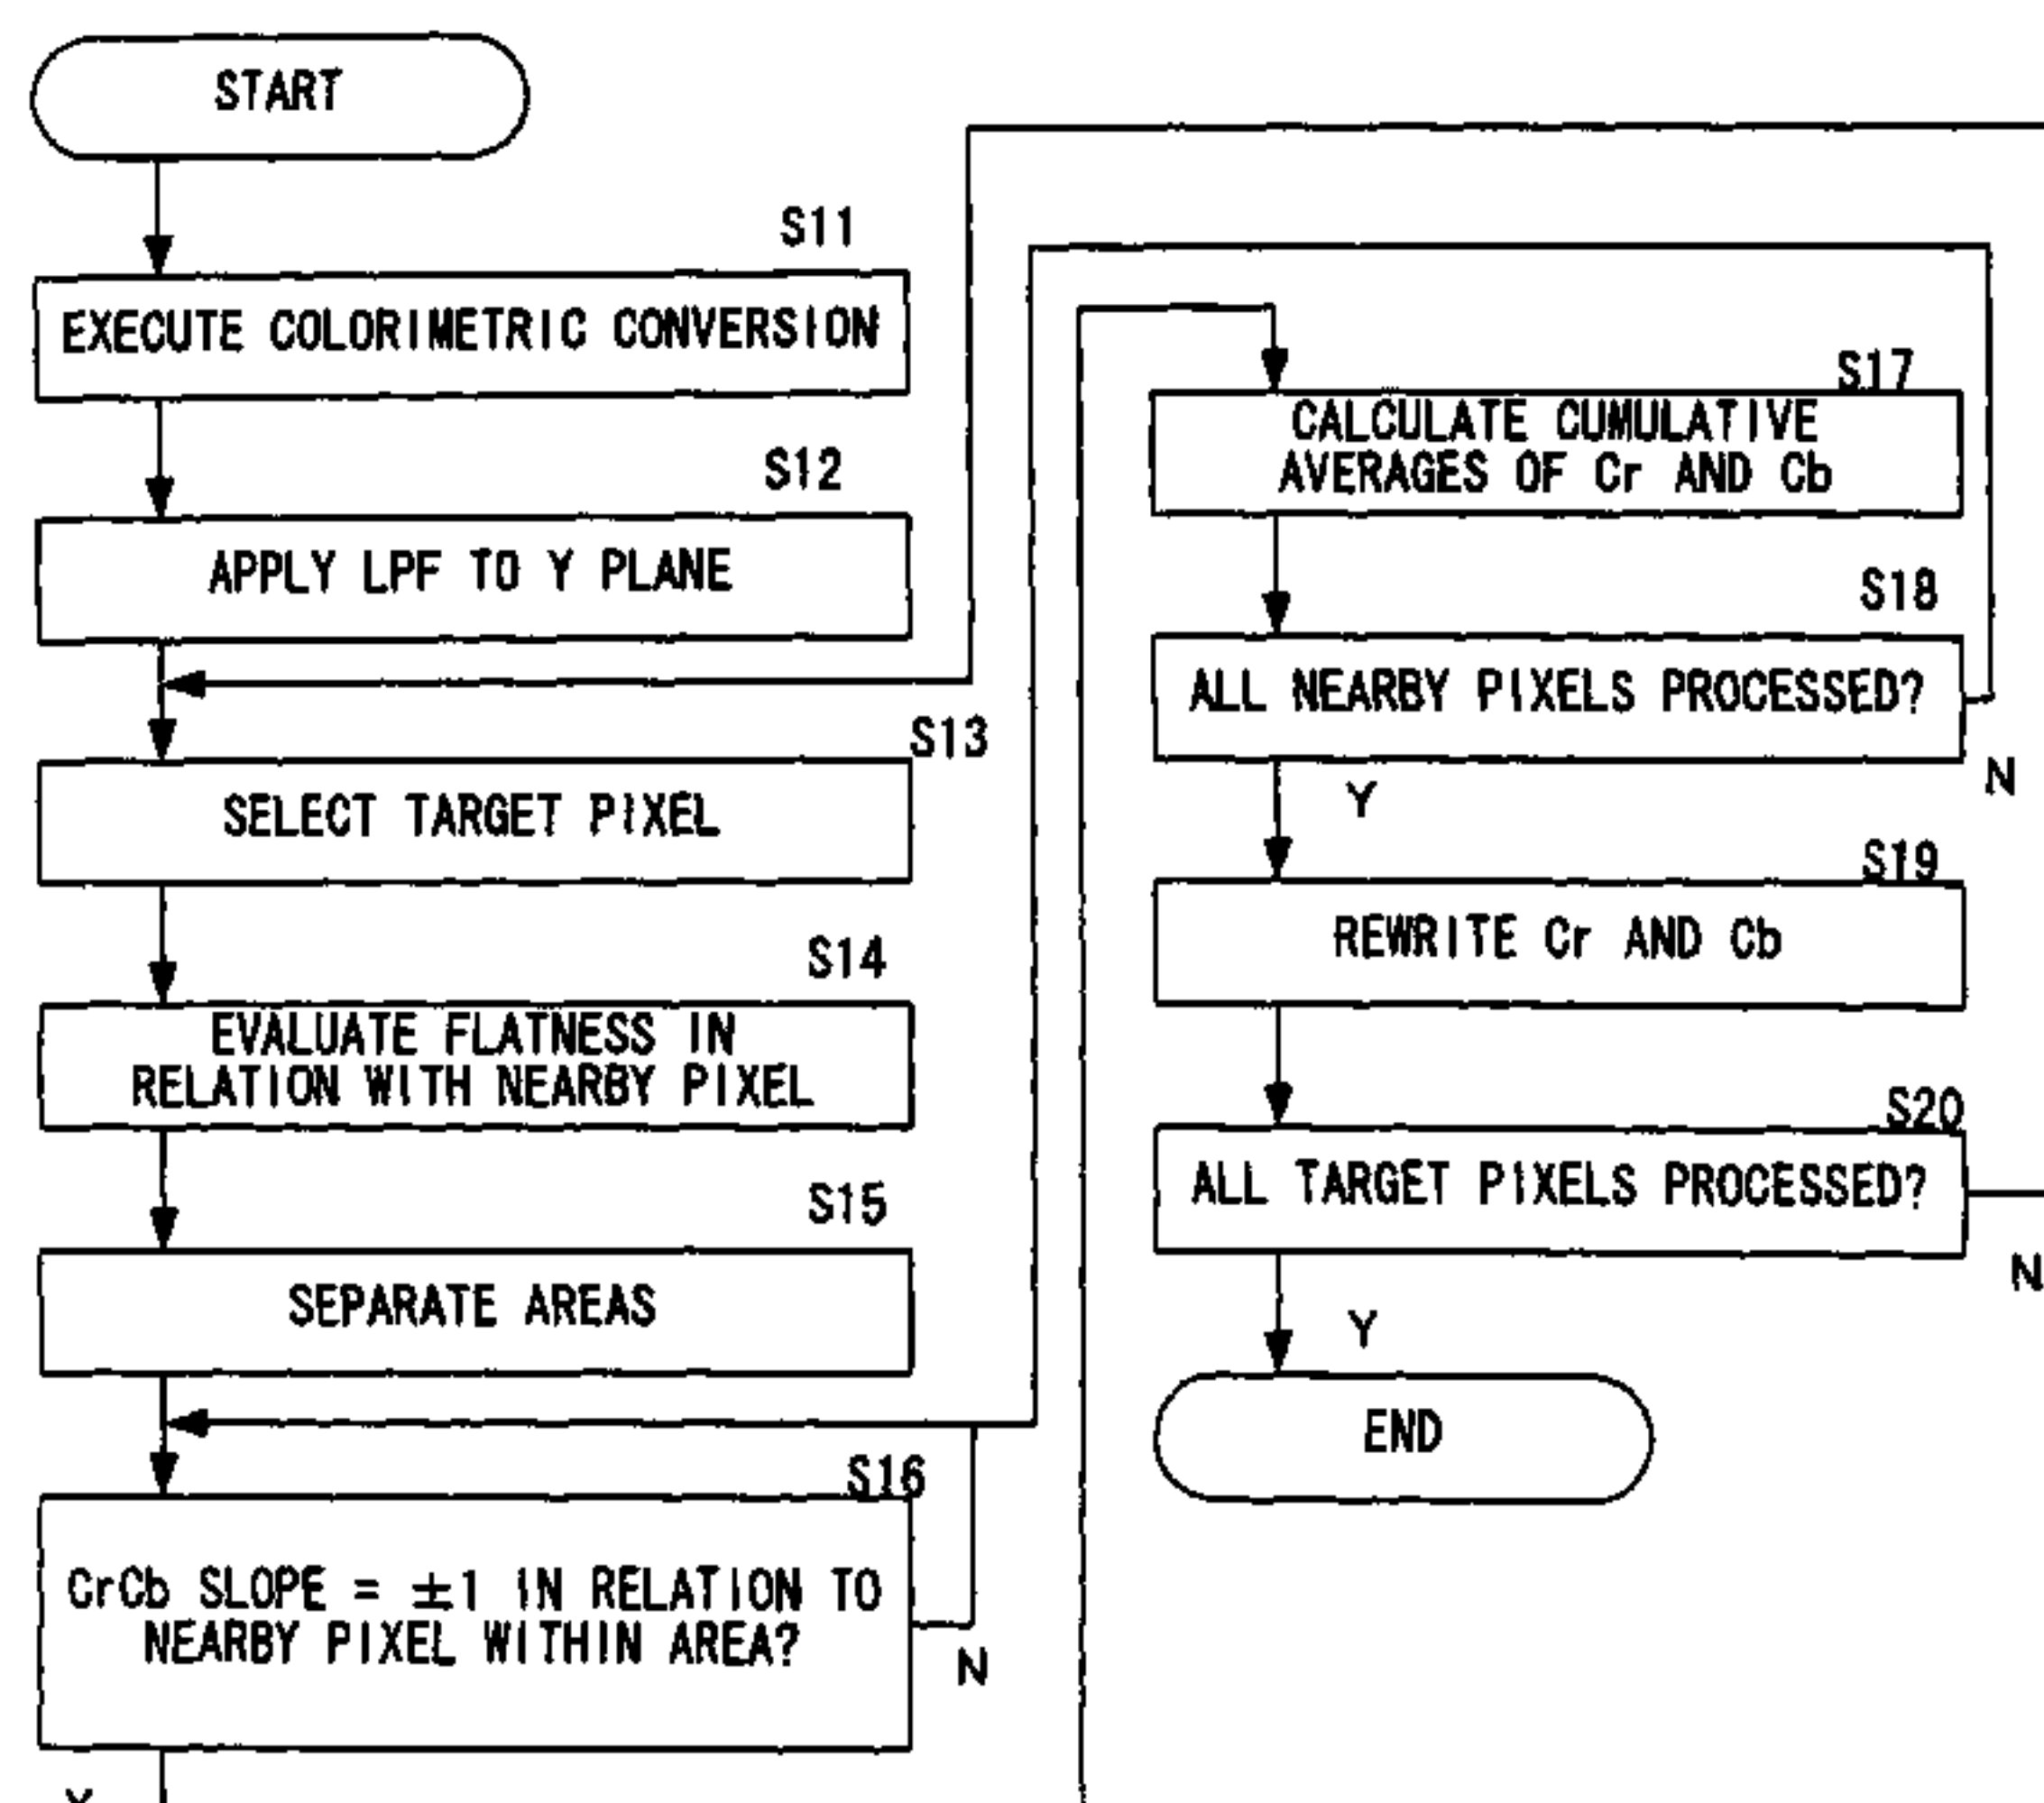 START
S11
EXECUTE COLORIMETRIC CONVERSION
S12
APPLY LPF TO Y PLANE
S13
SELECT TARGET PIXEL
S14
EVALUATE FLATNESS IN
RELATION WITH NEARBY PIXEL
S15
SEPARATE AREAS
S16
CrCb SLOPE = ±1 IN RELATION TO
NEARBY PIXEL WITHIN AREA?
N
Y
S17
CALCULATE CUMULATIVE
AVERAGES OF Cr AND Cb
S18
ALL NEARBY PIXELS PROCESSED?
N
Y
S19
REWRITE Cr AND Cb
S20
ALL TARGET PIXELS PROCESSED?
N
Y
END